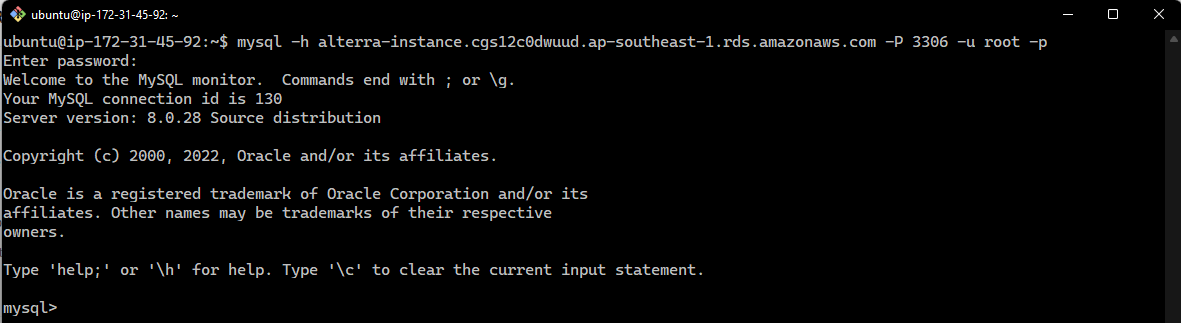 ubuntu@ip-172-31-45-92: ~
ubuntu@ip-172-31-45-92:~$ mysql -h alterra-instance.cgs12c0dwuud.ap-southeast-1.rds.amazonaws.com -P 3306 -u root -p
Enter password:
Welcome to the MySQL monitor.  Commands end with ; or \g.
Your MySQL connection id is 130
Server version: 8.0.28 Source distribution
Copyright (c) 2000, 2022, Oracle and/or its affiliates.
Oracle is a registered trademark of Oracle Corporation and/or its
affiliates. Other names may be trademarks of their respective
owners.
Type 'help;' or '\h' for help. Type '\c' to clear the current input statement.
mysql>